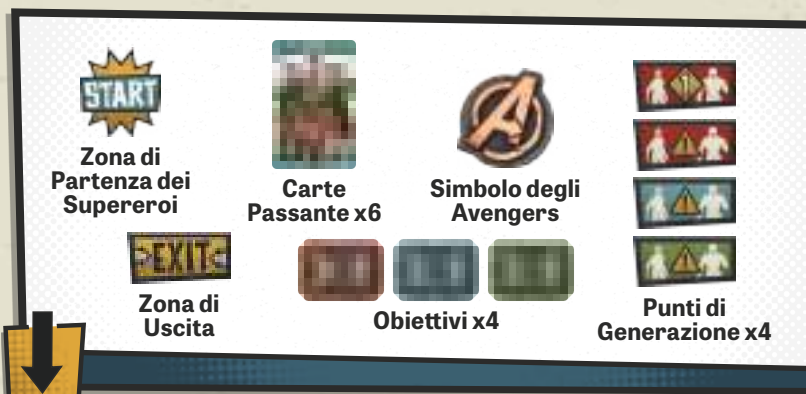 START
Zona di
Partenza dei
Supereroi
Carte
Passante x6
Simbolo degli
Avengers
EXIT
Zona di
Uscita
Obiettivi x4
1
Punti di
Generazione x4